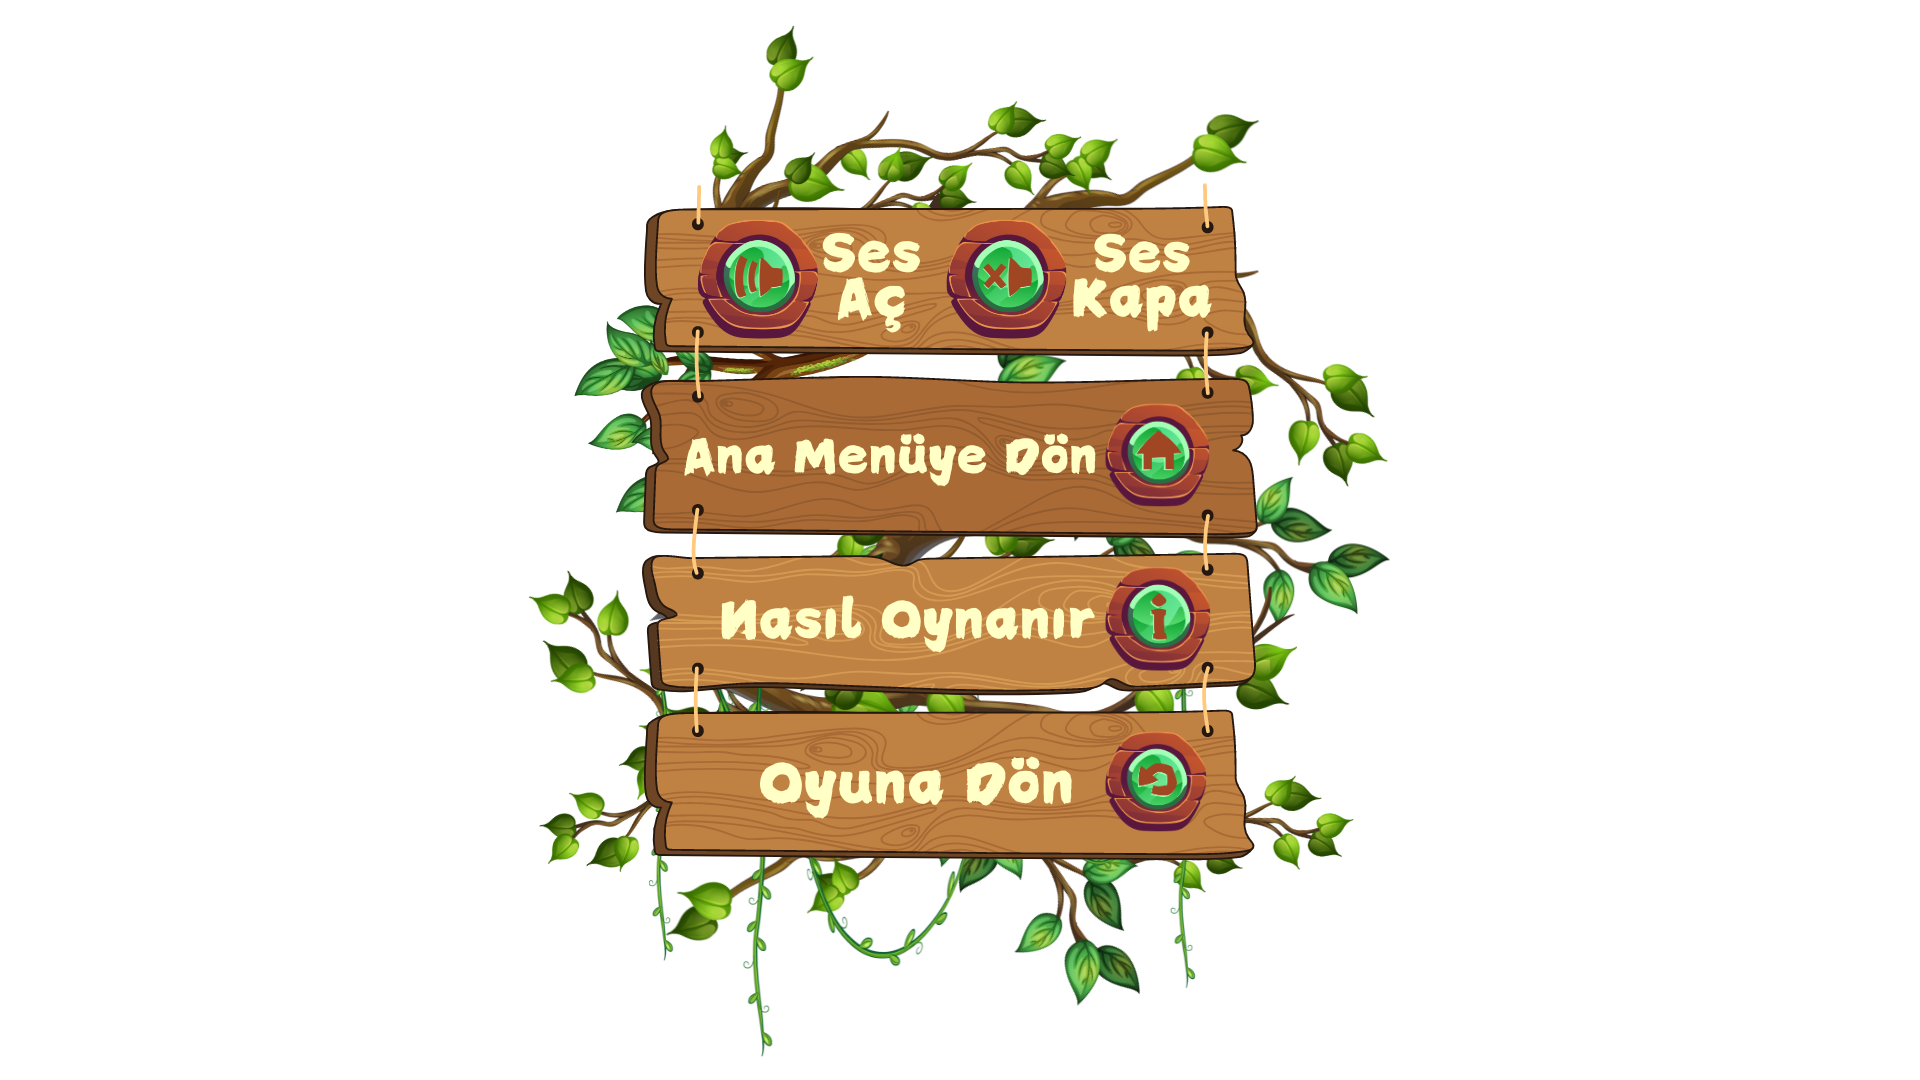 Ses
Aç
Ses
Kapa
Ana Menüye Dön
Nasıl Oynanır
Oyuna Dön